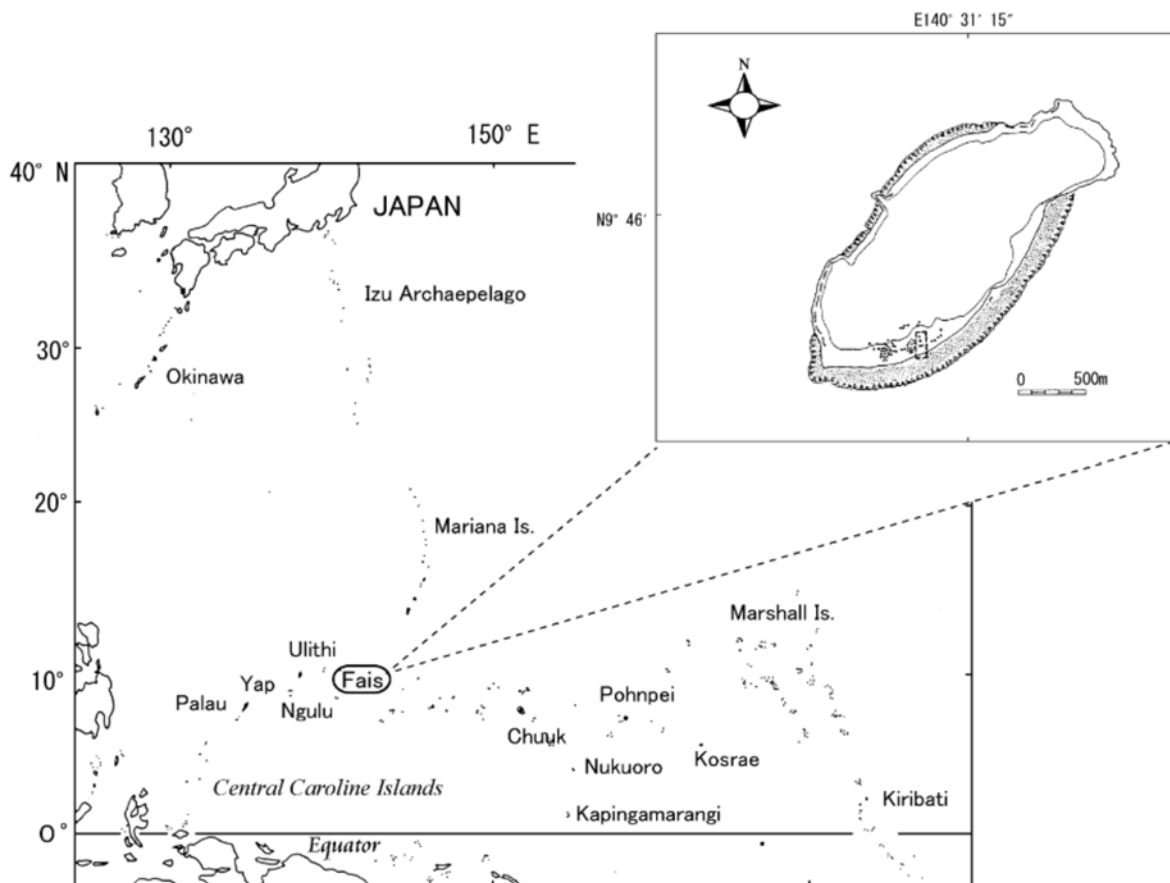 E140° 31′ 15″
N
N9° 46′
0 500m
130° 150° E
40° N
JAPAN
Izu Archaepelago
30°
Okinawa
20°
Mariana Is.
Marshall Is.
Ulithi
10°
Fais
Yap
Palau
Ngulu
Pohnpei
Chuuk
Kosrae
Nukuoro
Central Caroline Islands
Kapingamarangi
Kiribati
0°
Equator